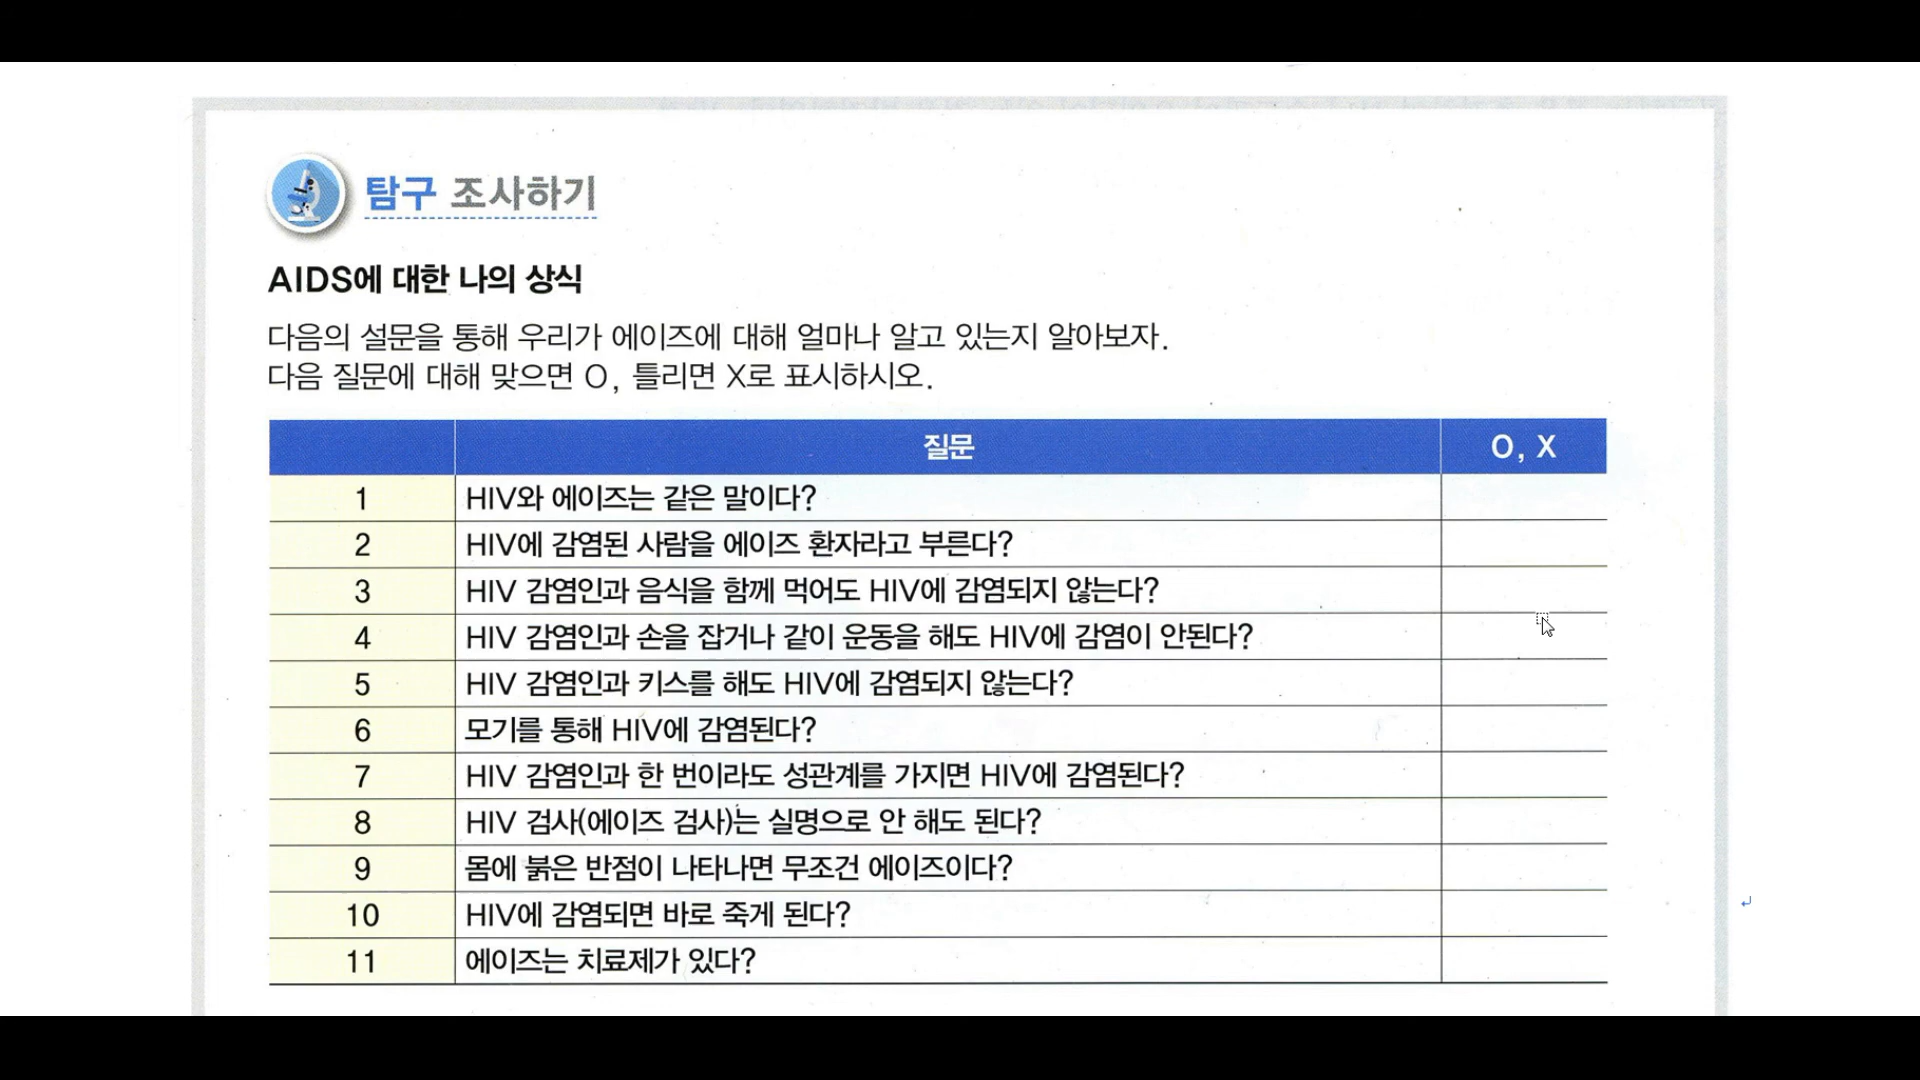 탐구 조사하기
AIDS에 대한 나의 상식
다음의 설문을 통해 우리가 에이즈에 대해 얼마나 알고 있는지 알아보자.
다음 질문에 대해 맞으면 O, 틀리면 X로 표시하시오.
질문 O, X
1 HIV와 에이즈는 같은 말이다?
2 HIV에 감염된 사람을 에이즈 환자라고 부른다?
3 HIV 감염인과 음식을 함께 먹어도 HIV에 감염되지 않는다?
4 HIV 감염인과 손을 잡거나 같이 운동을 해도 HIV에 감염이 안된다?
5 HIV 감염인과 키스를 해도 HIV에 감염되지 않는다?
6 모기를 통해 HIV에 감염된다?
7 HIV 감염인과 한 번이라도 성관계를 가지면 HIV에 감염된다?
8 HIV 검사(에이즈 검사)는 실명으로 안 해도 된다?
9 몸에 붉은 반점이 나타나면 무조건 에이즈이다?
10 HIV에 감염되면 바로 죽게 된다?
11 에이즈는 치료제가 있다?